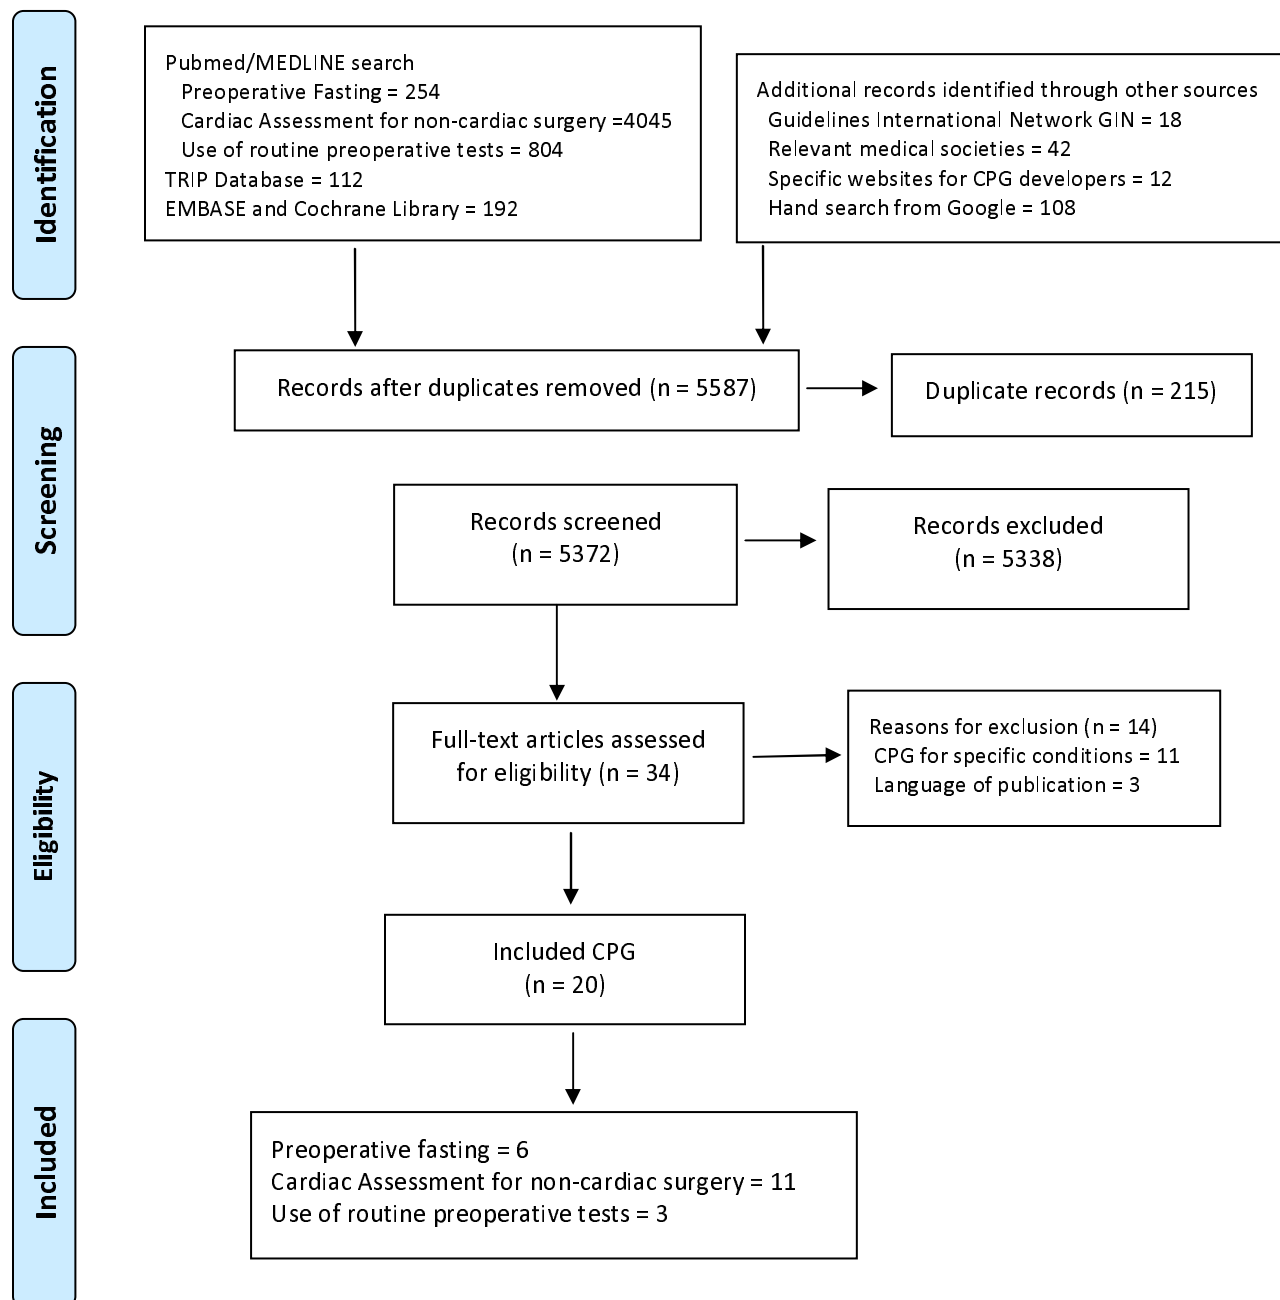 Identification
Pubmed/MEDLINE search
Preoperative Fasting = 254
Cardiac Assessment for non-cardiac surgery =4045
Use of routine preoperative tests = 804
TRIP Database = 112
EMBASE and Cochrane Library = 192
Additional records identified through other sources
Guidelines International Network GIN = 18
Relevant medical societies = 42
Specific websites for CPG developers = 12
Hand search from Google = 108
Screening
Records after duplicates removed (n = 5587)
Duplicate records (n = 215)
Records screened
(n = 5372)
Records excluded
(n = 5338)
Eligibility
Full-text articles assessed
for eligibility (n = 34)
Reasons for exclusion (n = 14)
CPG for specific conditions = 11
Language of publication = 3
Included CPG
(n = 20)
Included
Preoperative fasting = 6
Cardiac Assessment for non-cardiac surgery = 11
Use of routine preoperative tests = 3